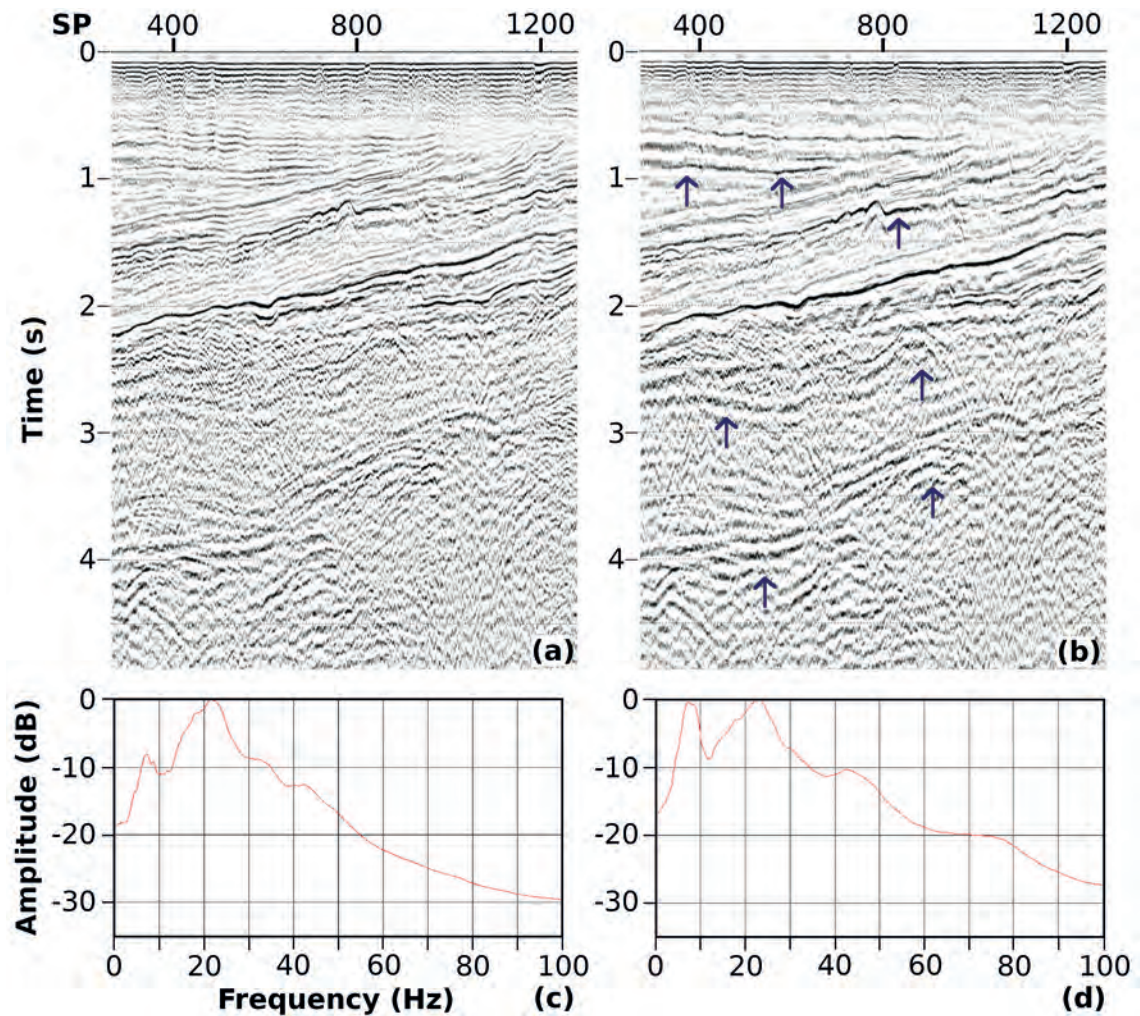 SP 400 800 1200 400 800 1200
0 0
1 1
2 2
3 3
4 4
Time (s)
(a) (b)
0 0
-10 -10
-20 -20
-30 -30
Amplitude (dB)
0 20 40 60 80 100 0 20 40 60 80 100
Frequency (Hz) (c) (d)